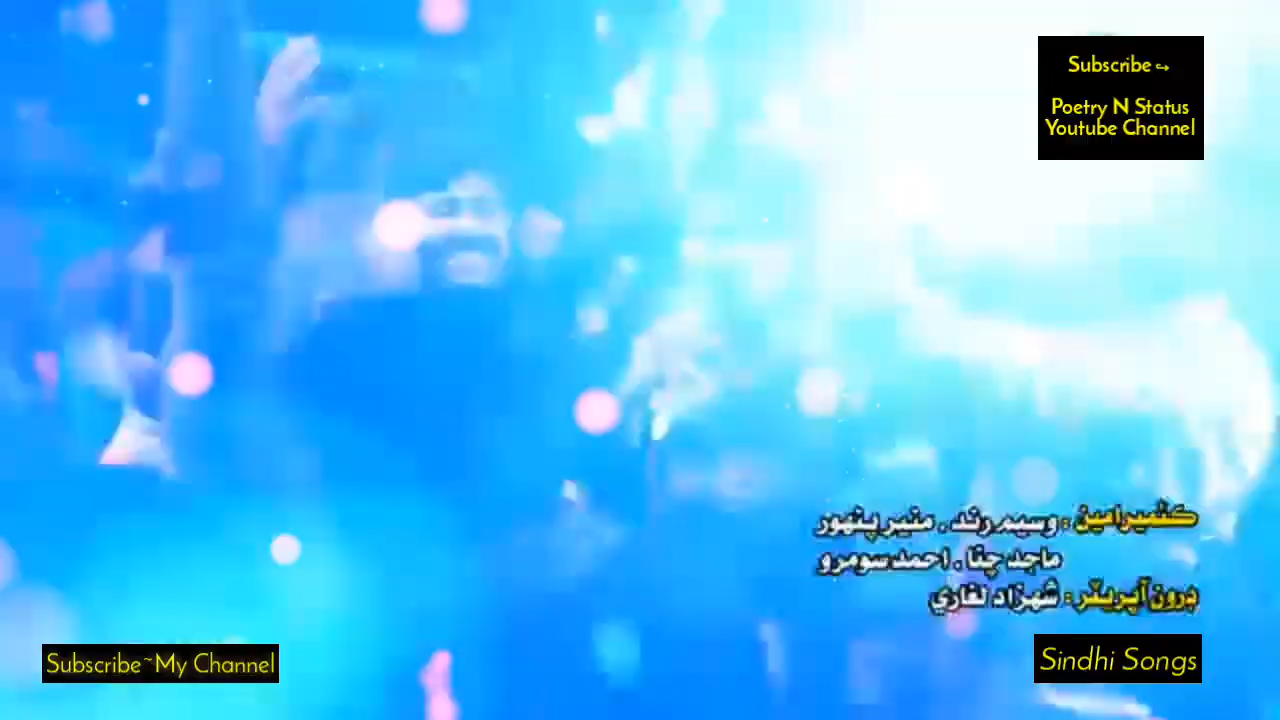 Subscribe ↪
Poetry N Status
Youtube Channel
ڪئميرامين : وسيم رند . منير پنهور
ماجد چنا . احمد سومرو
ڊرون آپريٽر : شهزاد لغاري
Subscribe~My Channel
Sindhi Songs